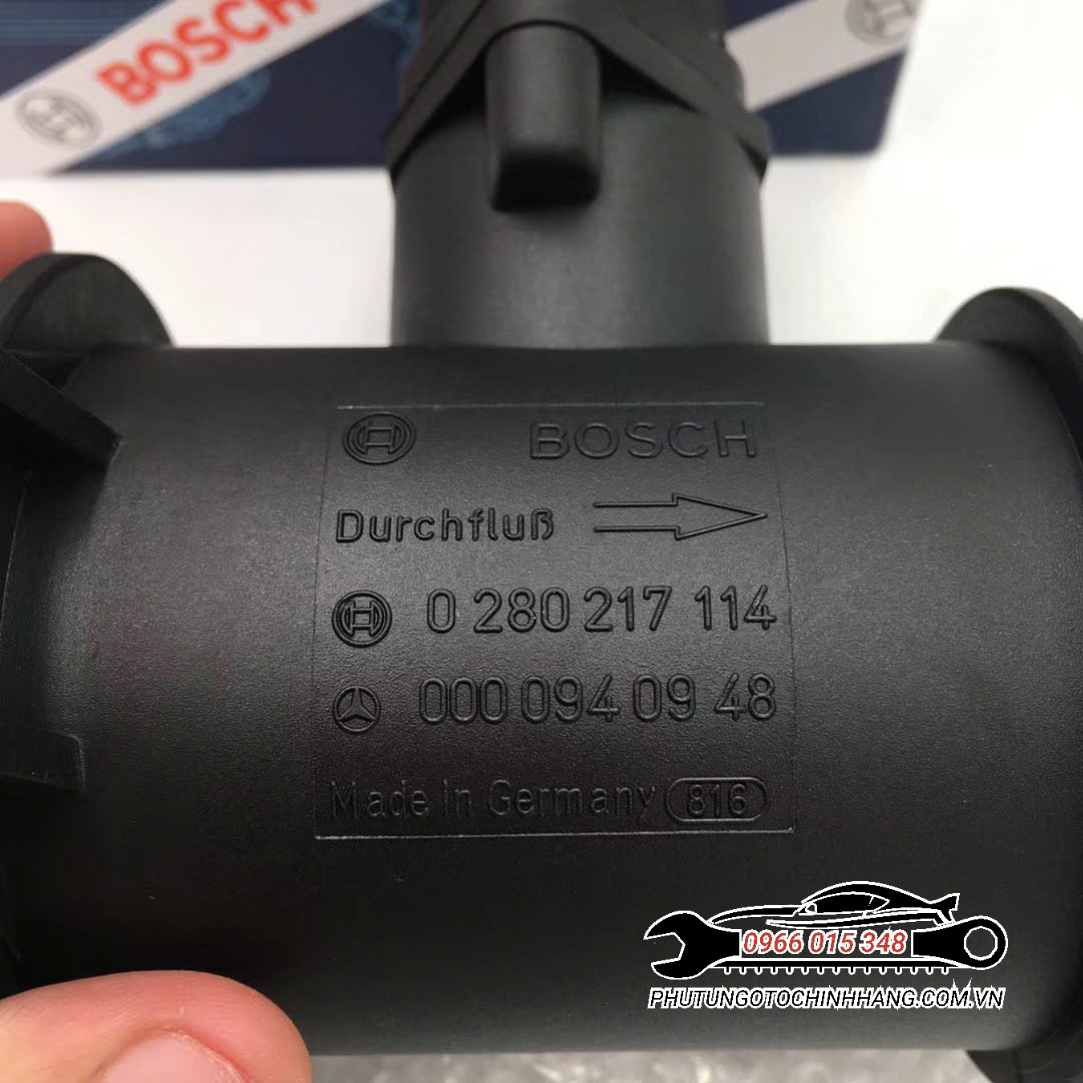 BOSCH
BOSCH
Durchfluß
0 280 217 114
000 094 09 48
Made In Germany 816
0966 015 348
PHUTUNGOTOCHINHHANG.COM.VN